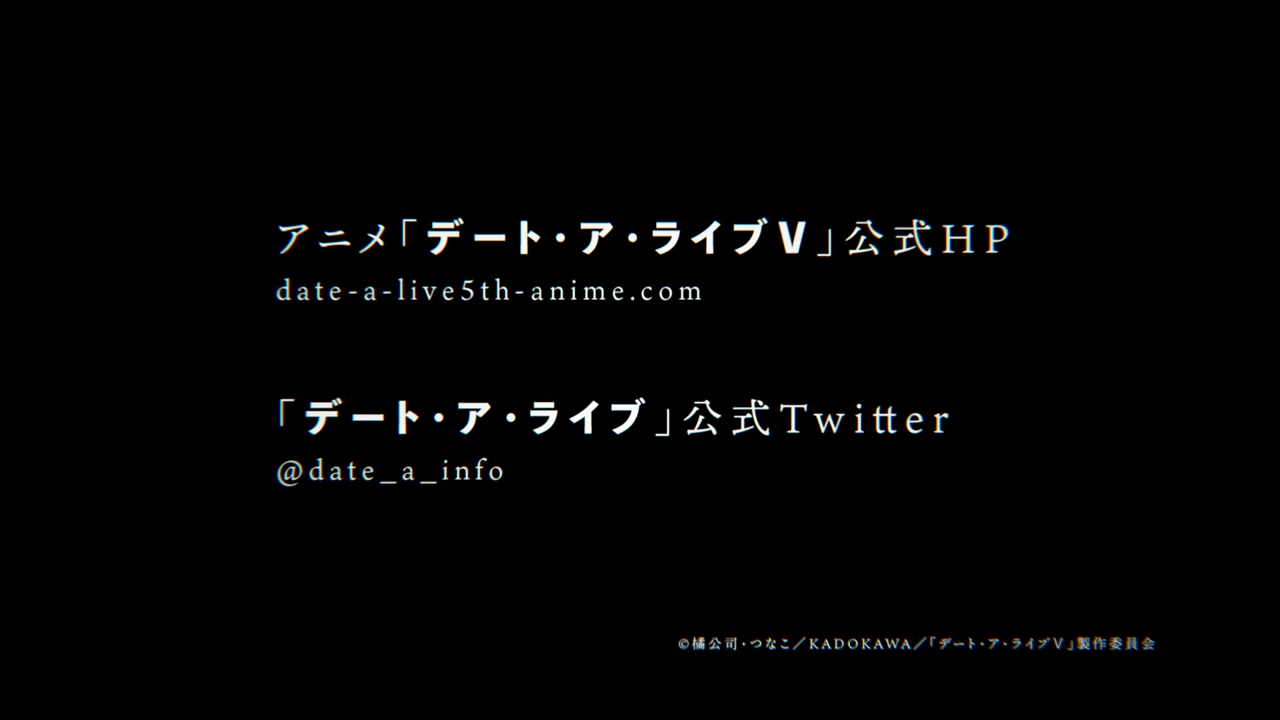 アニメ「デート・ア・ライブⅤ」公式HP
date-a-live5th-anime.com
「デート・ア・ライブ」公式Twitter
@date_a_info
©橘公司・つなこ／KADOKAWA／「デート・ア・ライブⅤ」製作委員会